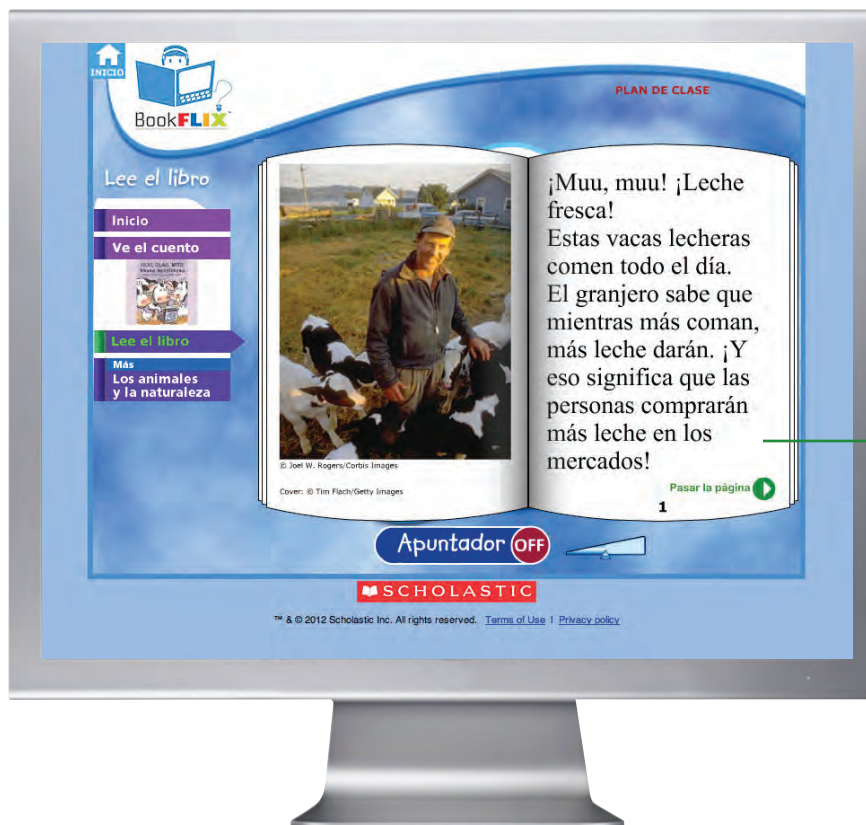 INICIO
BookFLIX™
PLAN DE CLASE
Lee el libro
Inicio
Ve el cuento
CLIC, CLAC, MUU
Lee el libro
Más
Los animales
y la naturaleza
© Joel W. Rogers/Corbis Images
Cover: © Tim Flach/Getty Images
¡Muu, muu! ¡Leche
fresca!
Estas vacas lecheras
comen todo el día.
El granjero sabe que
mientras más coman,
más leche darán. ¡Y
eso significa que las
personas comprarán
más leche en los
mercados!
Pasar la página
1
Apuntador OFF
SCHOLASTIC
™ & © 2012 Scholastic Inc. All rights reserved. Terms of Use | Privacy policy